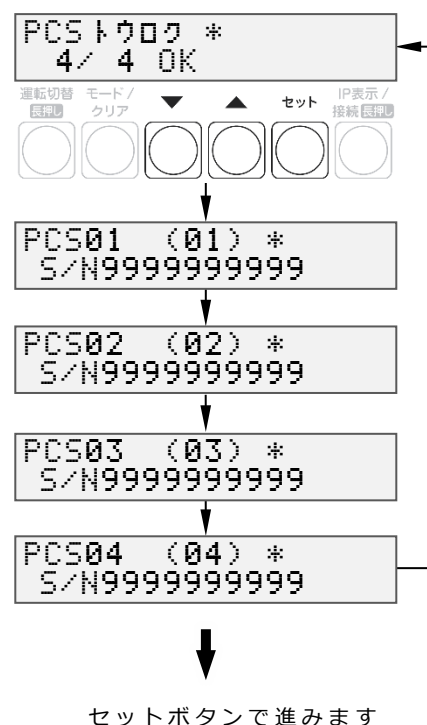 PCSトウロク *
4/ 4 OK
運転切替 長押し
モード/クリア
▼
▲
セット
IP表示/接続 長押し
PCS01 (01) *
S/N9999999999
PCS02 (02) *
S/N9999999999
PCS03 (03) *
S/N9999999999
PCS04 (04) *
S/N9999999999
セットボタンで進みます